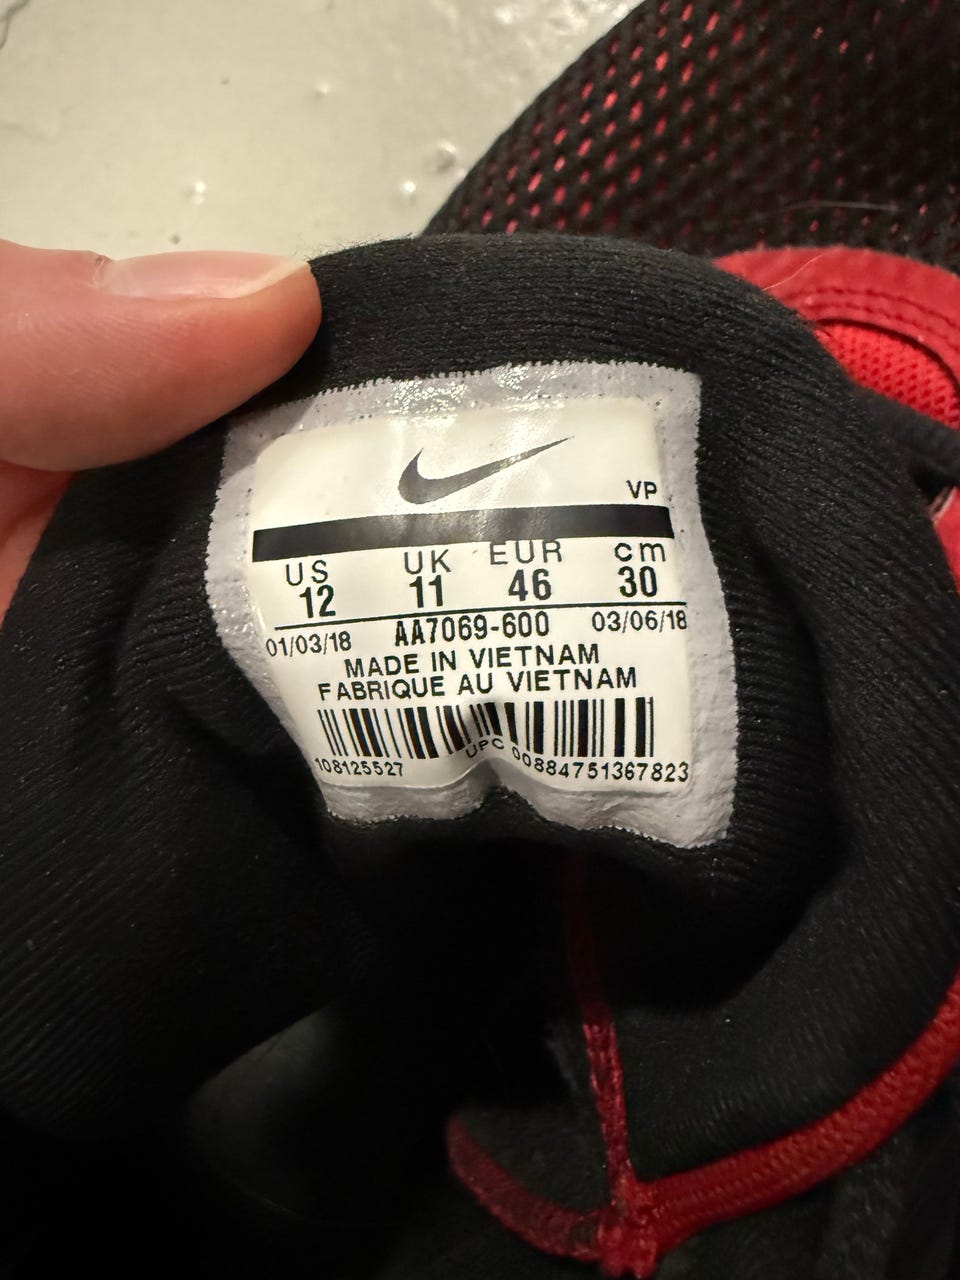 VP
US UK EUR cm
12 11 46 30
01/03/18 AA7069-600 03/06/18
MADE IN VIETNAM
FABRIQUE AU VIETNAM
108125527 UPC 00884751367823